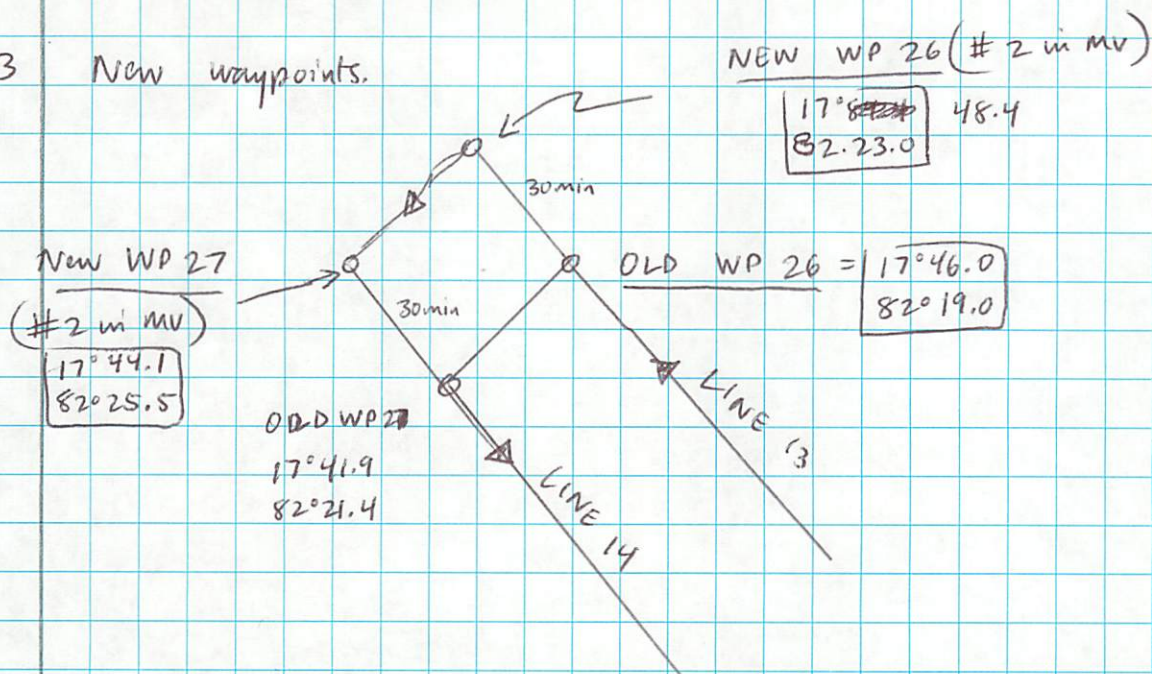 3 New waypoints.
NEW WP 26 (# 2 in MV)
17°8 48.4
82.23.0
30min
New WP 27
(#2 in MV)
17°44.1
82°25.5
OLD WP 26 = 17°46.0
82°19.0
30min
OLD WP 27
17°41.9
82°21.4
LINE 13
LINE 14